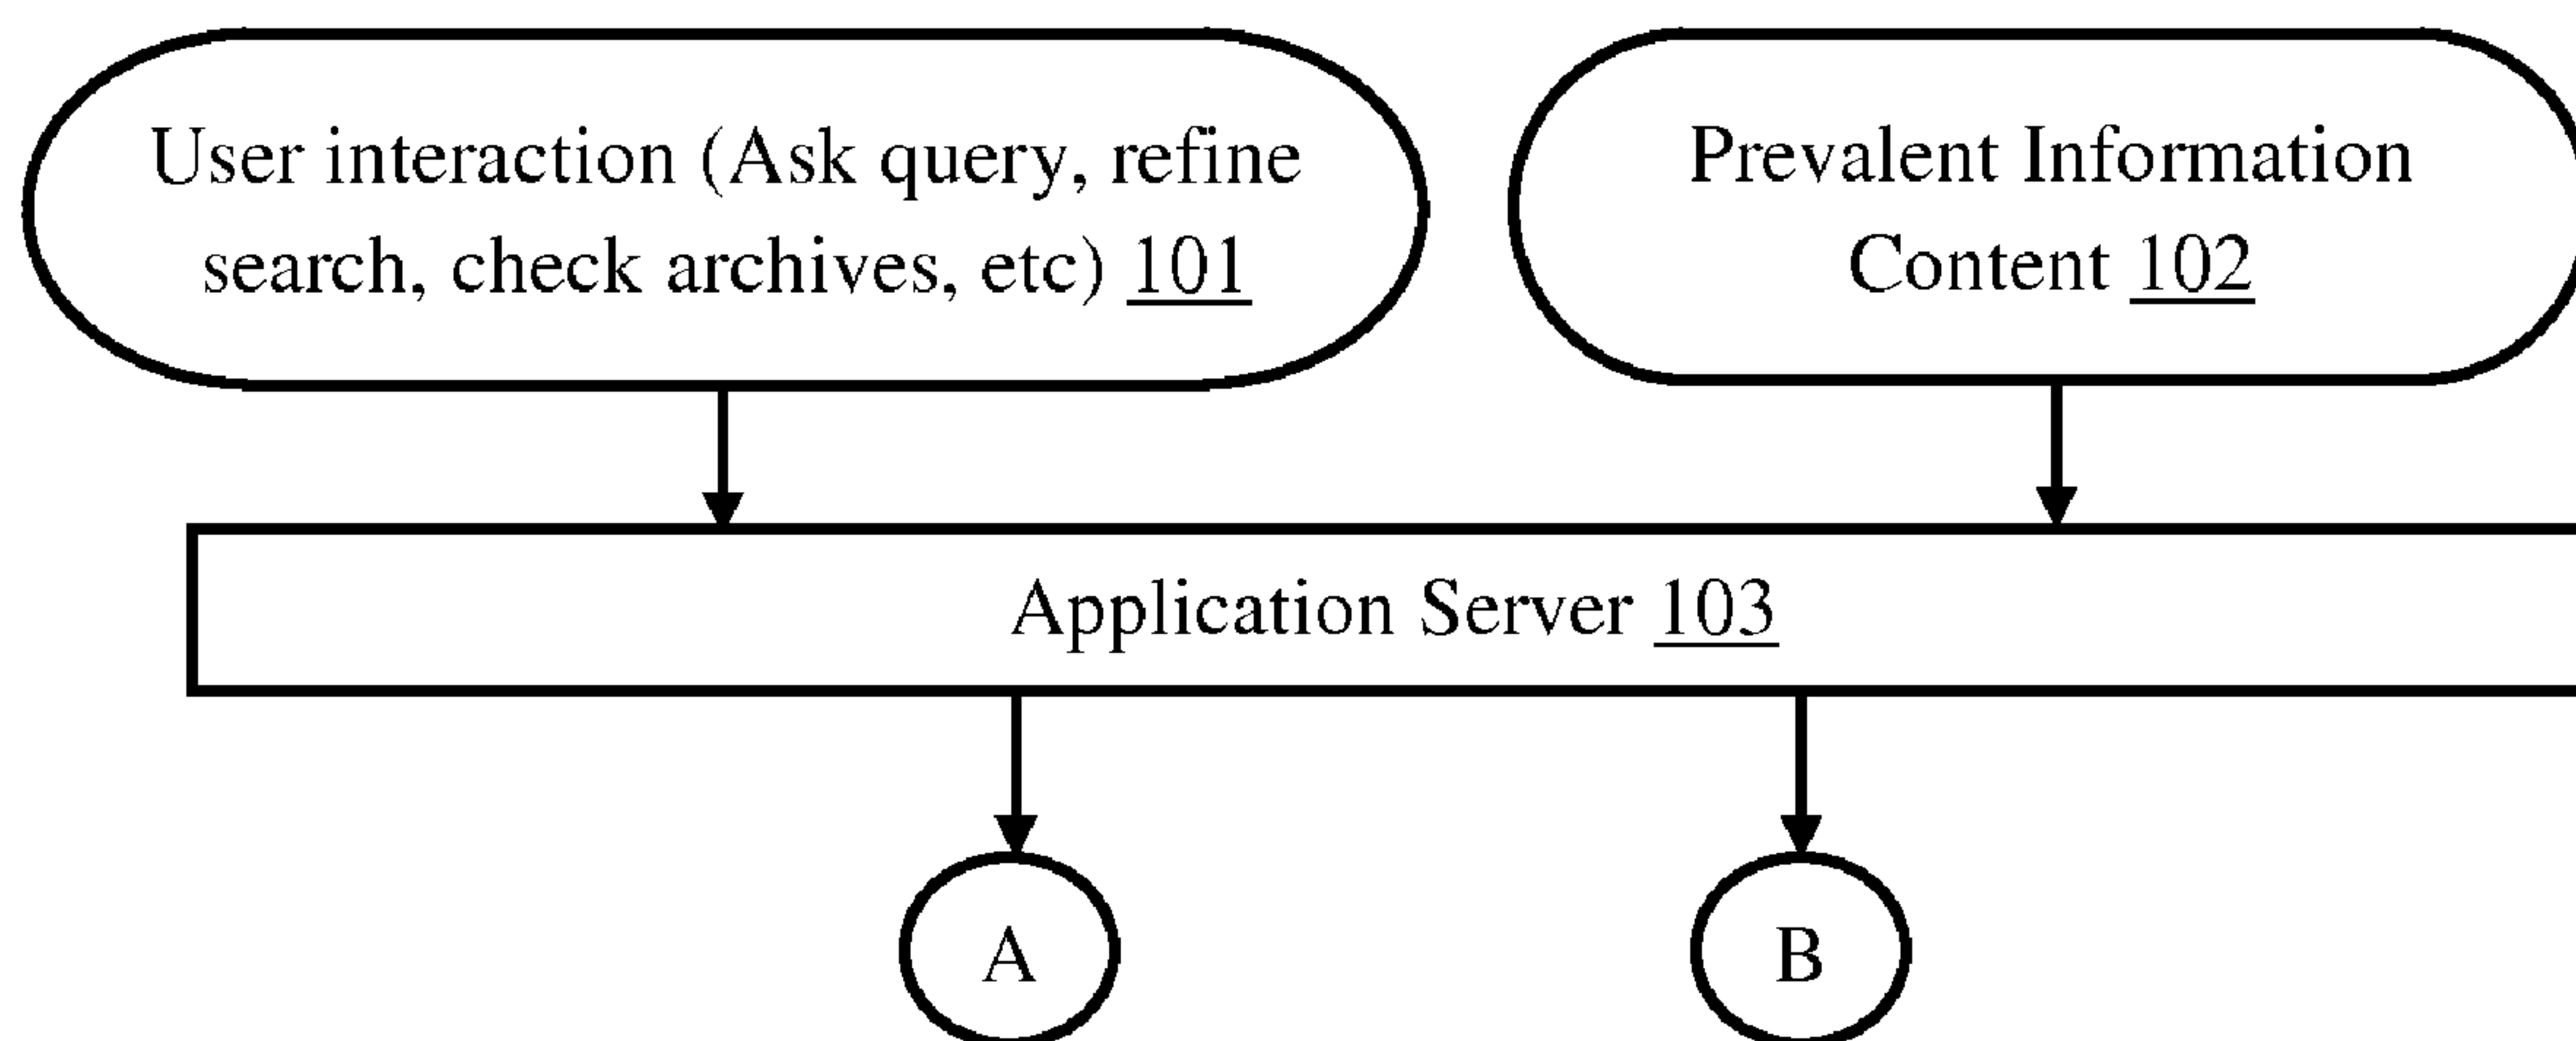 User interaction (Ask query, refine
search, check archives, etc) 101
Prevalent Information
Content 102
Application Server 103
A
B